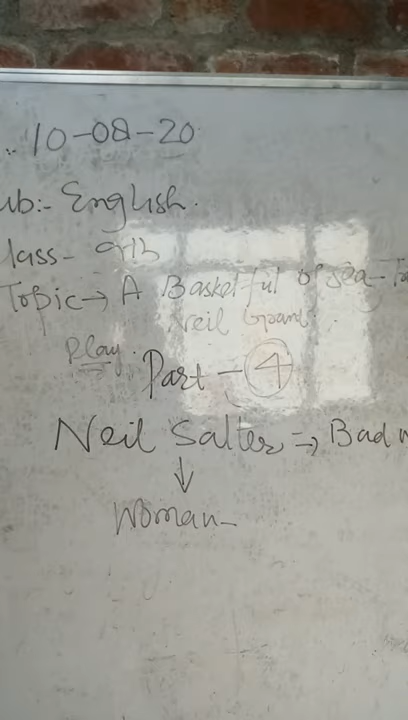 10-08-20
ub:- English.
lass- 9th
Topic → A Basketful of Sea-Tr
Neil Grant
Play.
Part - 4
Neil Salter ⇒ Bad
↓
Woman-